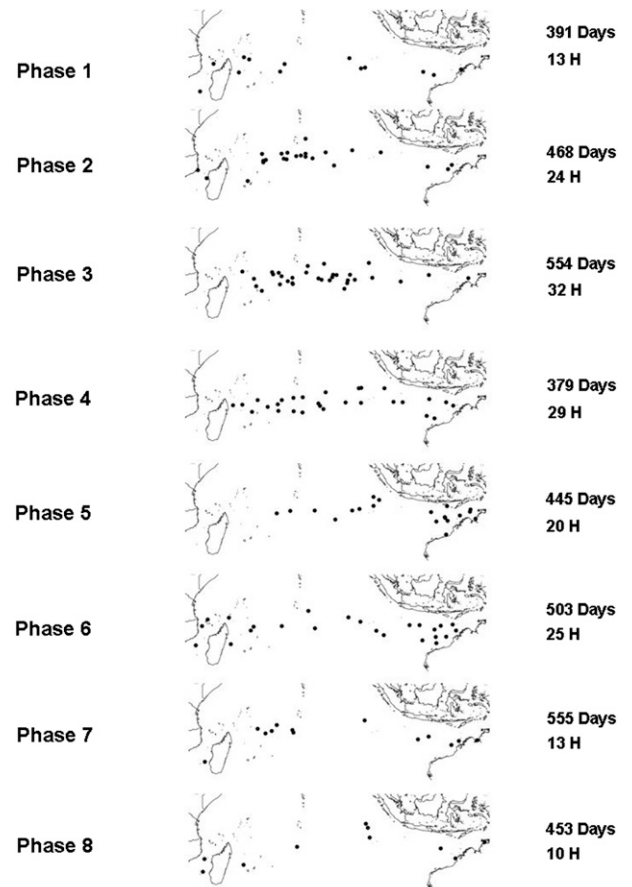 391 Days
Phase 1
13 H
Phase 2
468 Days
24 H
Phase 3
554 Days
32 H
Phase 4
379 Days
29 H
Phase 5
445 Days
20 H
Phase 6
503 Days
25 H
Phase 7
555 Days
13 H
Phase 8
453 Days
10 H